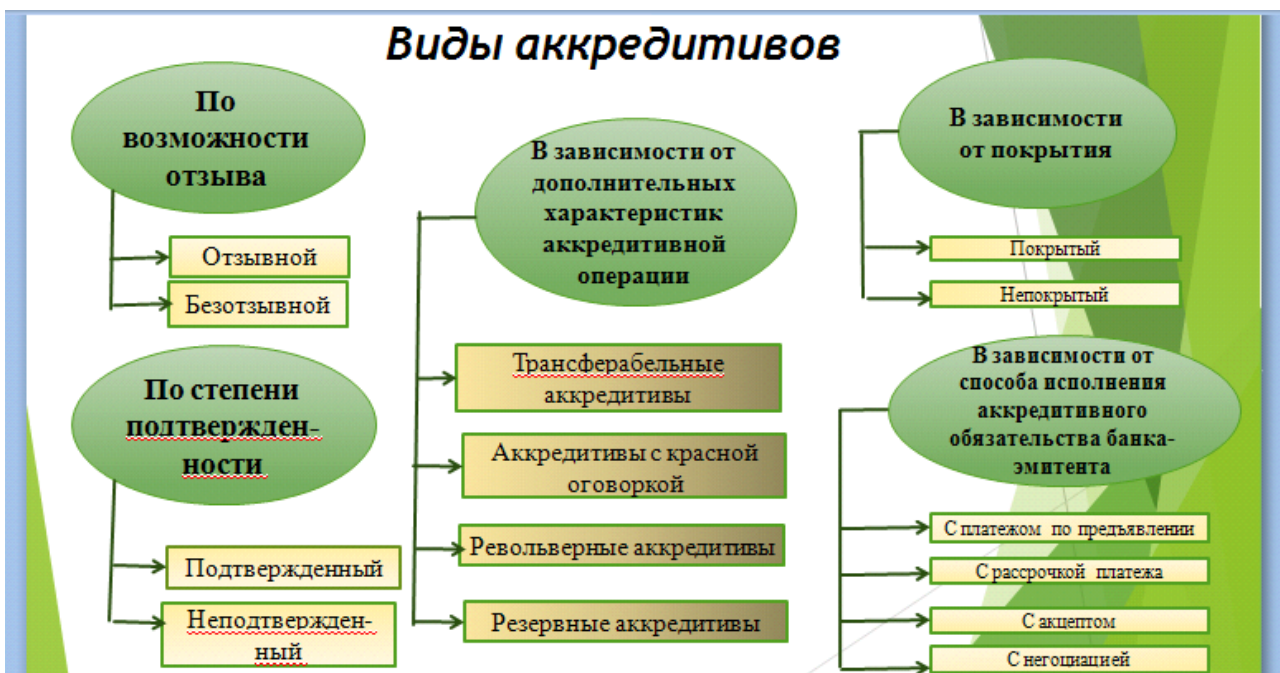 Виды аккредитивов
По
возможности
отзыва
Отзывной
Безотзывной
По степени
подтвержден-
ности
Подтвержденный
Неподтвержден-
ный
В зависимости от
дополнительных
характеристик
аккредитивной
операции
Трансферабельные
аккредитивы
Аккредитивы с красной
оговоркой
Револьверные аккредитивы
Резервные аккредитивы
В зависимости
от покрытия
Покрытый
Непокрытый
В зависимости от
способа исполнения
аккредитивного
обязательства банка-
эмитента
С платежом по предъявлении
С рассрочкой платежа
С акцептом
С негоциацией